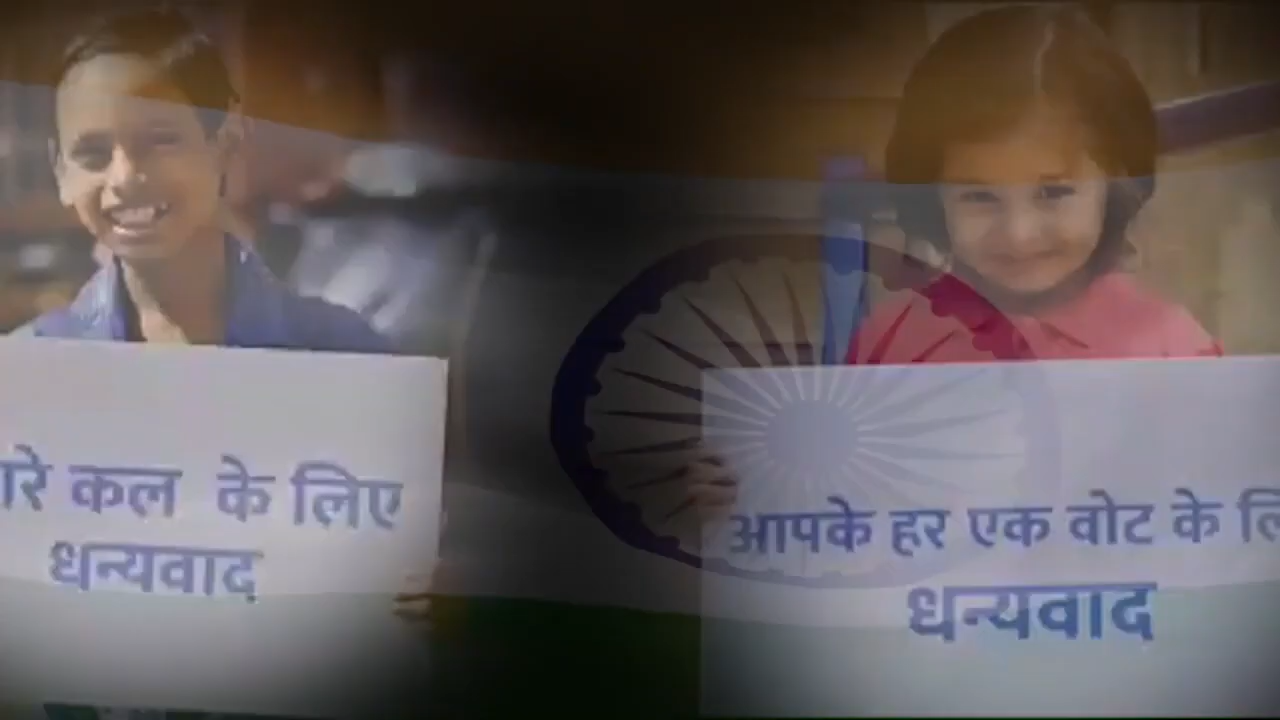 कल के लिए
धन्यवाद
आपके हर एक वोट के
धन्यवाद